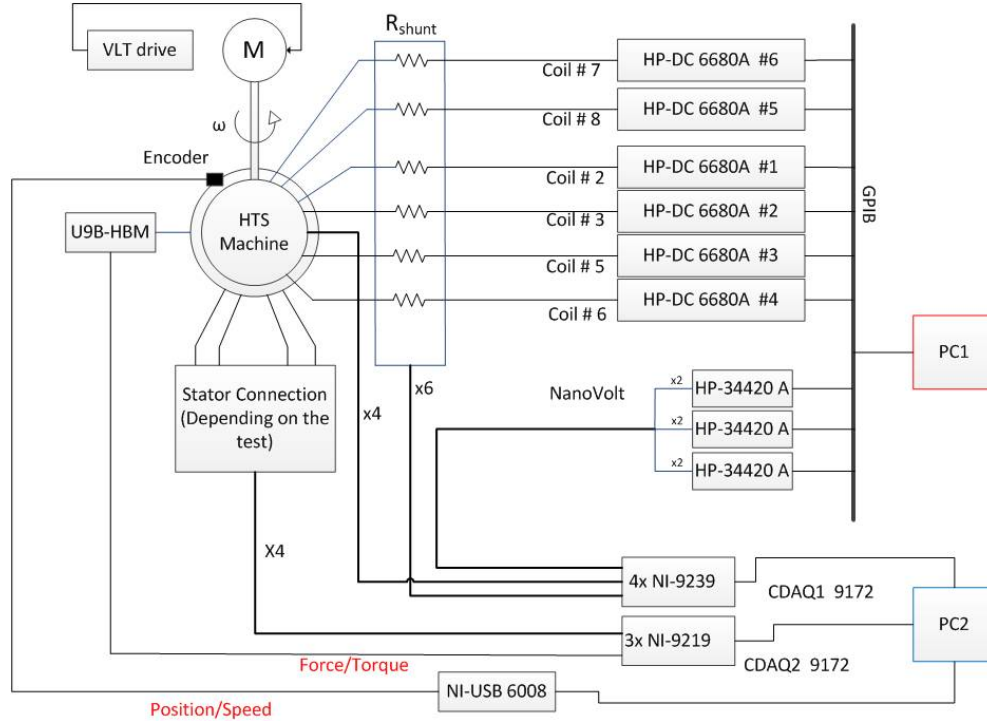 VLT drive
M
Rshunt
ω
Encoder
U9B-HBM
HTS
Machine
Coil # 7
HP-DC 6680A #6
Coil # 8
HP-DC 6680A #5
Coil # 2
HP-DC 6680A #1
Coil # 3
HP-DC 6680A #2
Coil # 5
HP-DC 6680A #3
Coil # 6
HP-DC 6680A #4
GPIB
PC1
Stator Connection
(Depending on the
test)
x4
x6
NanoVolt
x2
HP-34420 A
x2
HP-34420 A
x2
HP-34420 A
X4
4x NI-9239
CDAQ1 9172
3x NI-9219
CDAQ2 9172
PC2
Force/Torque
NI-USB 6008
Position/Speed